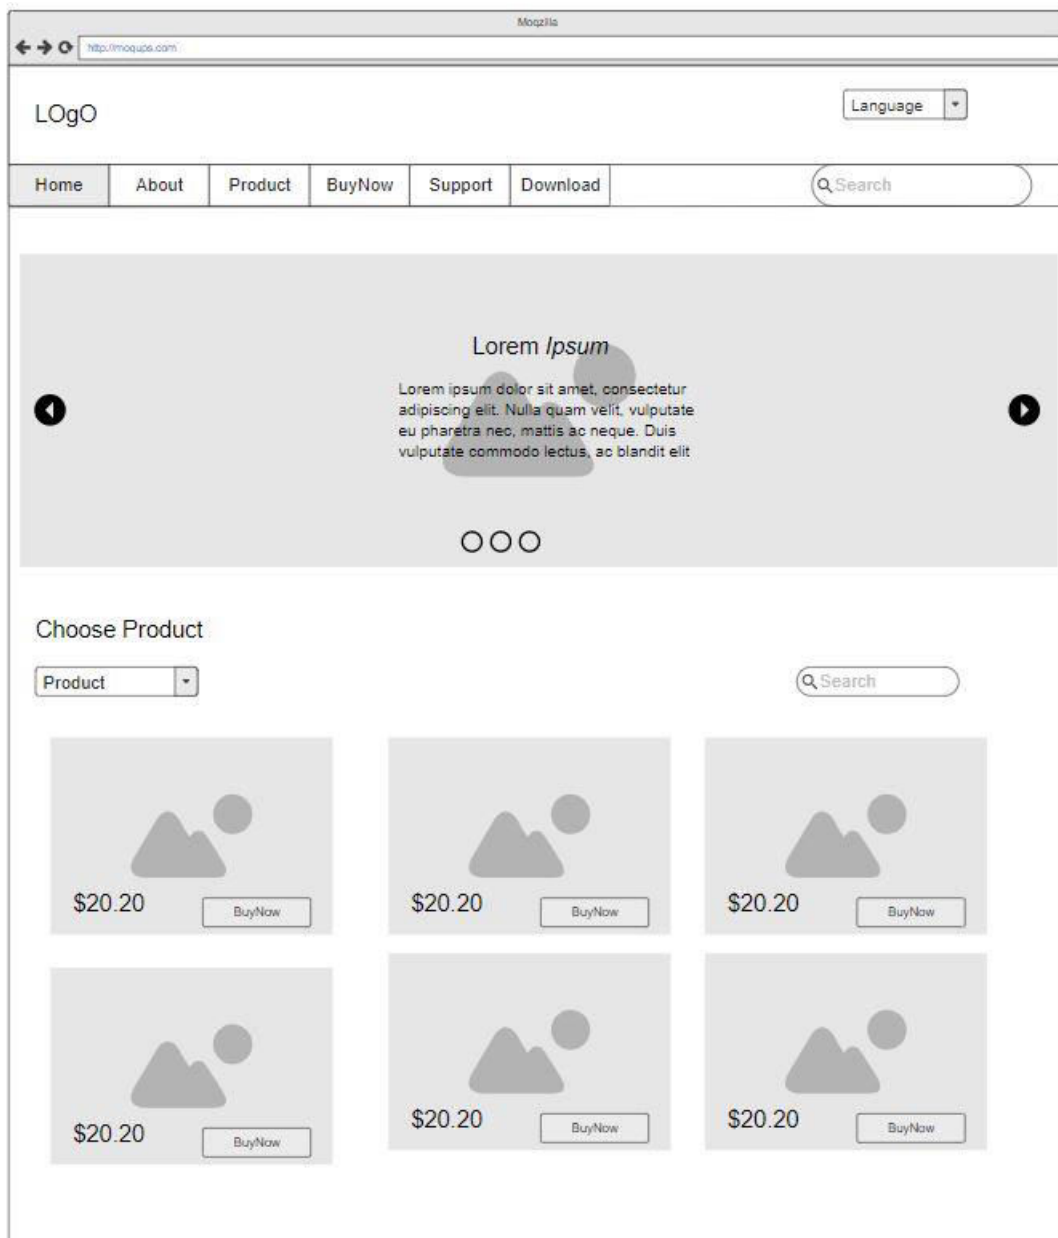 Moqzilla
http://moqups.com
LOgO
Language
Home About Product BuyNow Support Download Search
Lorem Ipsum
Lorem ipsum dolor sit amet, consectetur
adipiscing elit. Nulla quam velit, vulputate
eu pharetra nec, mattis ac neque. Duis
vulputate commodo lectus, ac blandit elit
Choose Product
Product Search
$20.20 BuyNow $20.20 BuyNow $20.20 BuyNow
$20.20 BuyNow $20.20 BuyNow $20.20 BuyNow